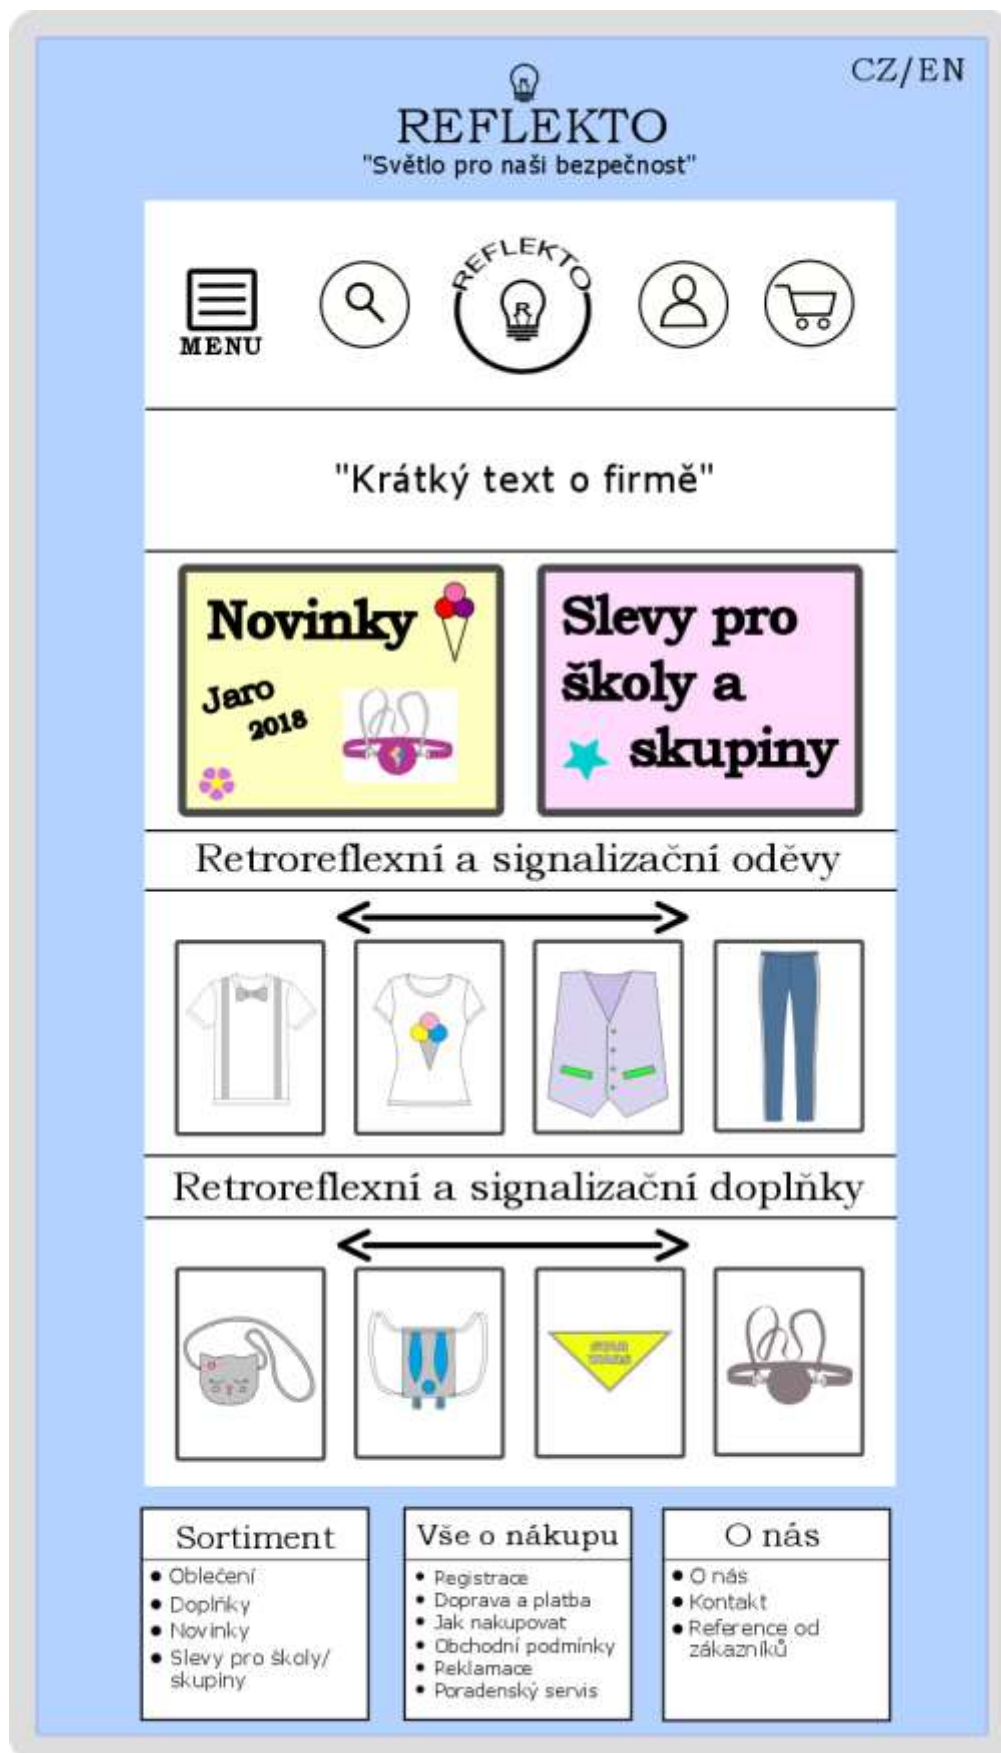 CZ/EN
REFLEKTO
"Světlo pro naši bezpečnost"
MENU
REFLEKTO
R
"Krátký text o firmě"
Novinky
Jaro
2018
Slevy pro
školy a
skupiny
Retroreflexní a signalizační oděvy
Retroreflexní a signalizační doplňky
STAR
WARS
Sortiment
• Oblečení
• Doplňky
• Novinky
• Slevy pro školy/
skupiny
Vše o nákupu
• Registrace
• Doprava a platba
• Jak nakupovat
• Obchodní podmínky
• Reklamace
• Poradenský servis
O nás
• O nás
• Kontakt
• Reference od
zákazníků